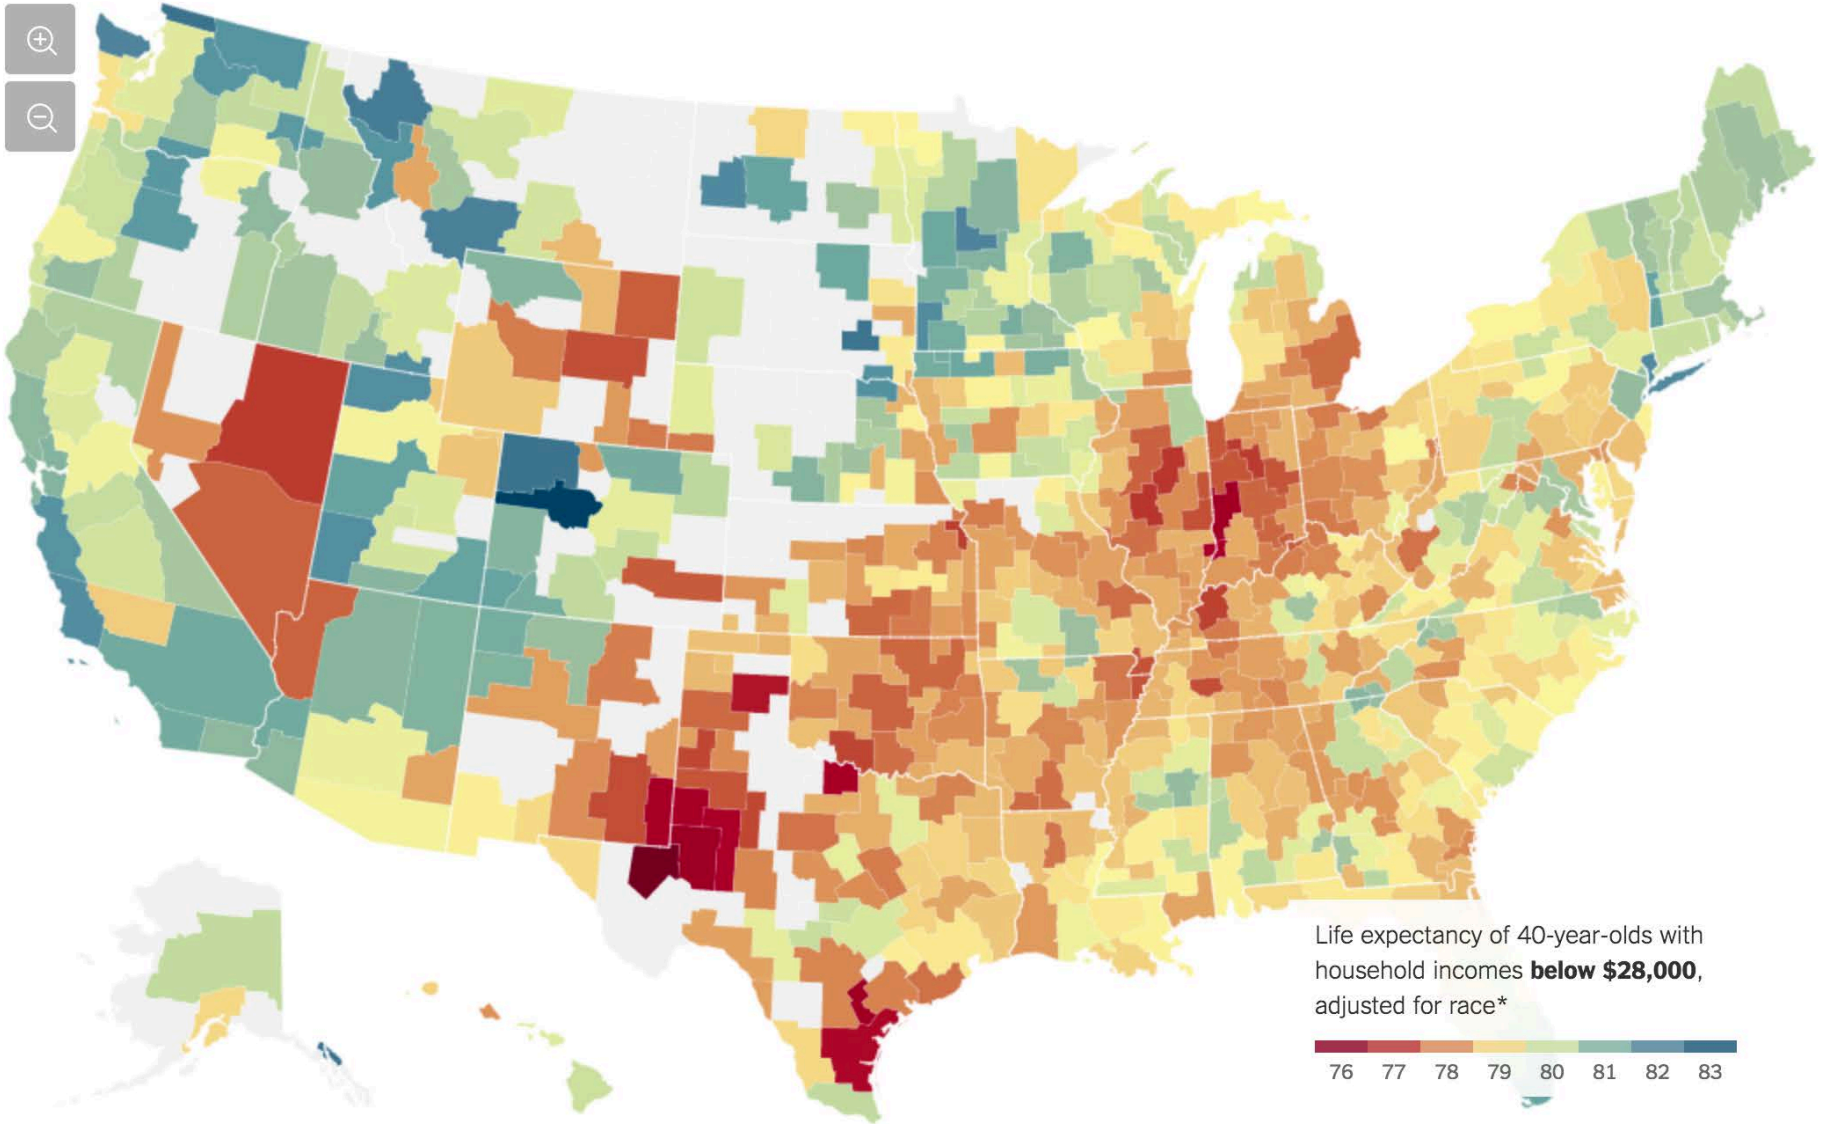 Life expectancy of 40-year-olds with
household incomes below $28,000,
adjusted for race*
76 77 78 79 80 81 82 83